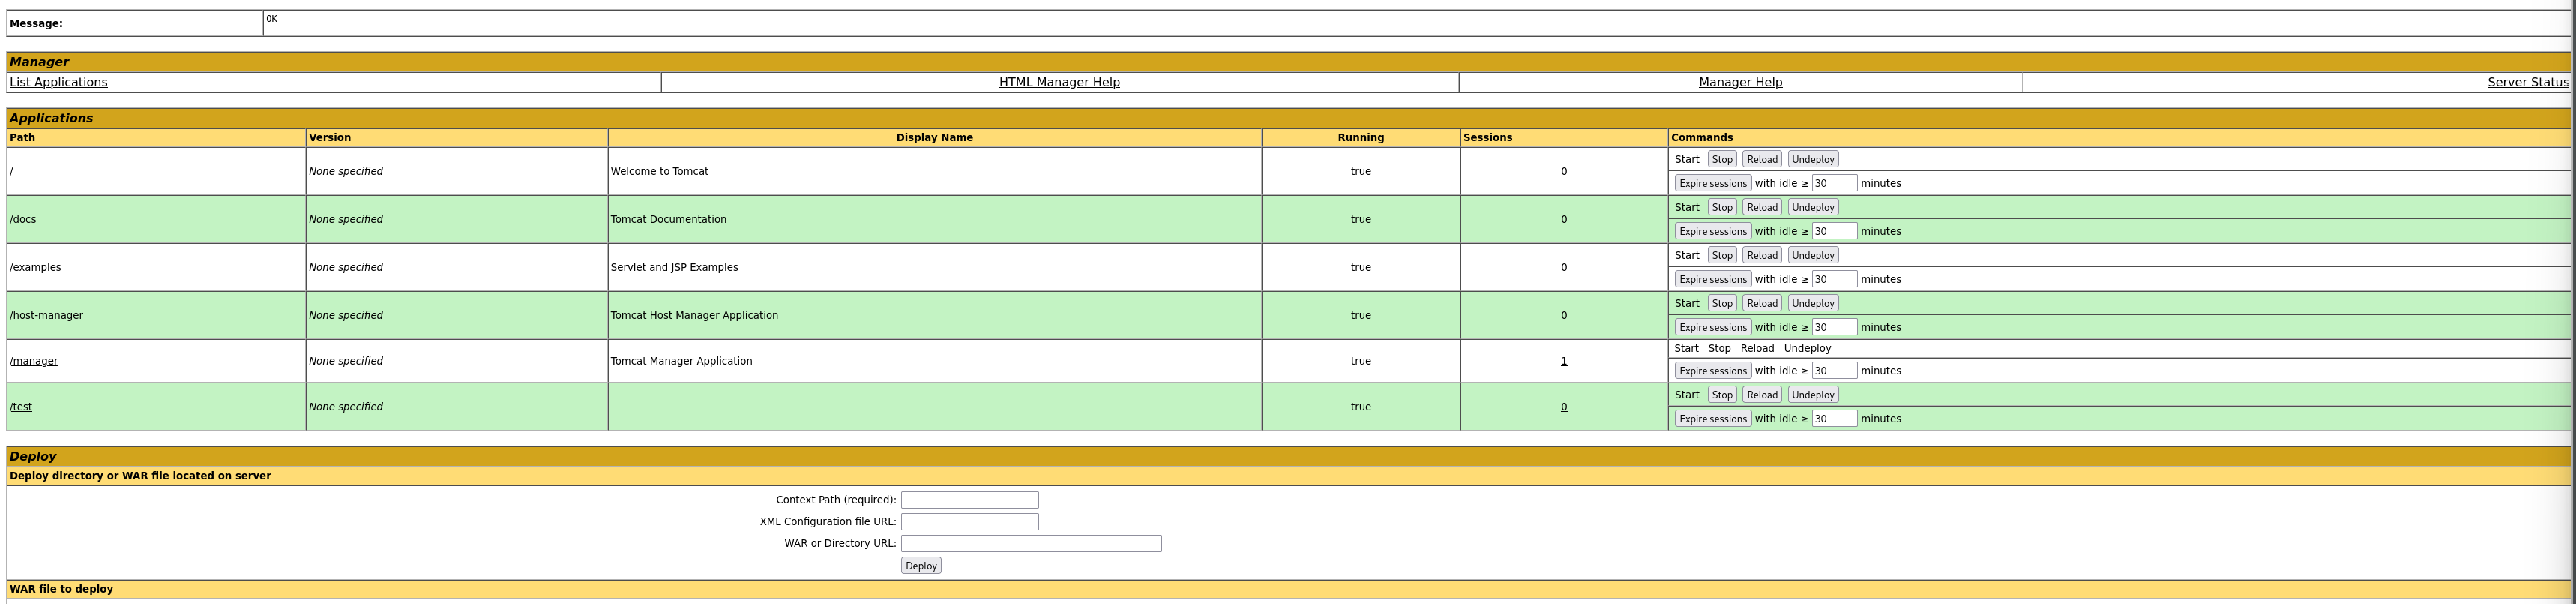 Message: OK
Manager
List Applications HTML Manager Help Manager Help Server Status
Applications
Path Version Display Name Running Sessions Commands
/ None specified Welcome to Tomcat true 0 Start Stop Reload Undeploy
Expire sessions with idle ≥ 30 minutes
/docs None specified Tomcat Documentation true 0 Start Stop Reload Undeploy
Expire sessions with idle ≥ 30 minutes
/examples None specified Servlet and JSP Examples true 0 Start Stop Reload Undeploy
Expire sessions with idle ≥ 30 minutes
/host-manager None specified Tomcat Host Manager Application true 0 Start Stop Reload Undeploy
Expire sessions with idle ≥ 30 minutes
/manager None specified Tomcat Manager Application true 1 Start Stop Reload Undeploy
Expire sessions with idle ≥ 30 minutes
/test None specified true 0 Start Stop Reload Undeploy
Expire sessions with idle ≥ 30 minutes
Deploy
Deploy directory or WAR file located on server
Context Path (required):
XML Configuration file URL:
WAR or Directory URL:
Deploy
WAR file to deploy